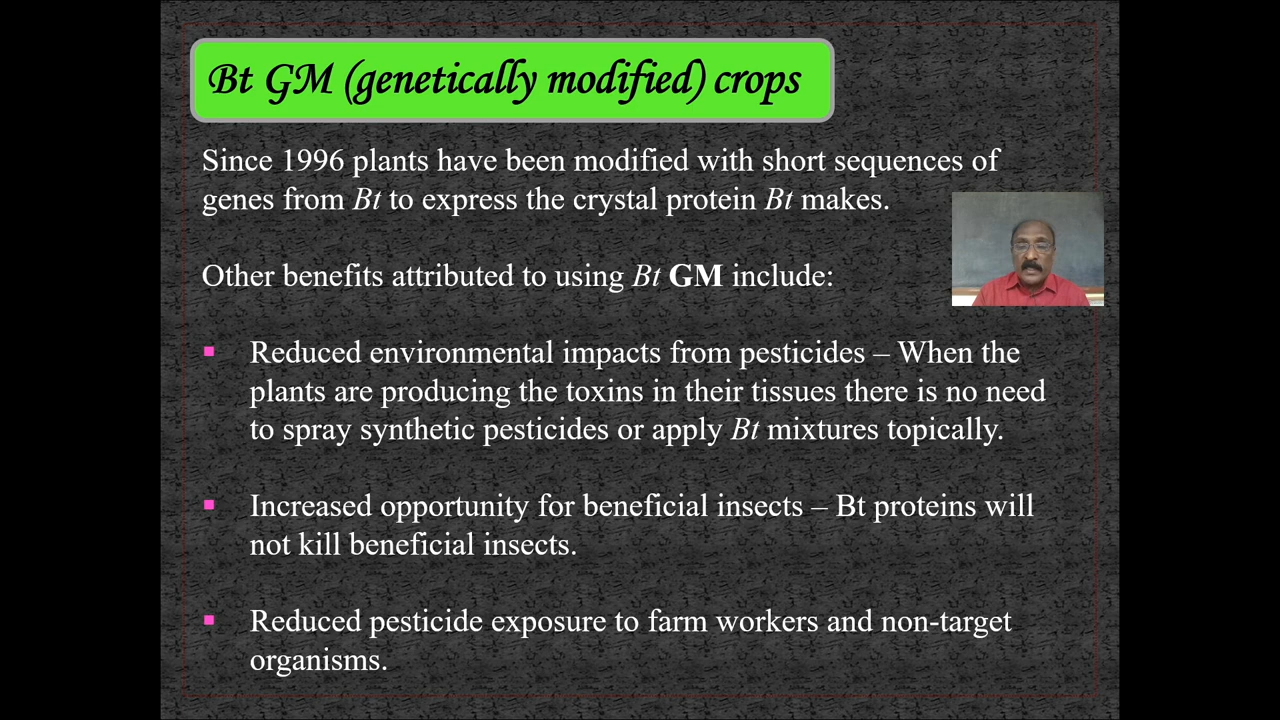 Bt GM (genetically modified) crops
Since 1996 plants have been modified with short sequences of
genes from Bt to express the crystal protein Bt makes.
Other benefits attributed to using Bt GM include:
Reduced environmental impacts from pesticides – When the
plants are producing the toxins in their tissues there is no need
to spray synthetic pesticides or apply Bt mixtures topically.
Increased opportunity for beneficial insects – Bt proteins will
not kill beneficial insects.
Reduced pesticide exposure to farm workers and non-target
organisms.